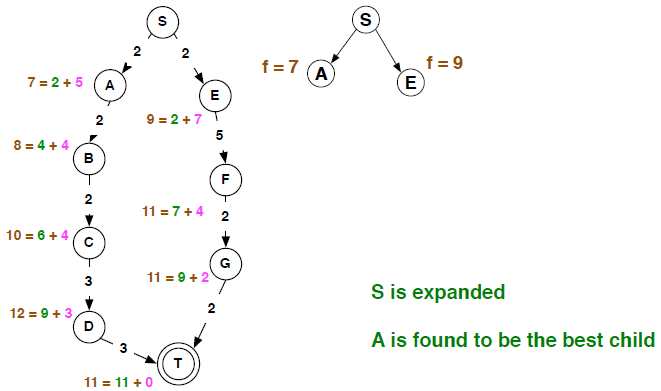 S
S
2
2
f = 7
A
E
f = 9
7 = 2 + 5
A
E
2
9 = 2 + 7
5
8 = 4 + 4
B
F
2
11 = 7 + 4
2
10 = 6 + 4
C
G
3
11 = 9 + 2
S is expanded
12 = 9 + 3
D
2
A is found to be the best child
3
T
11 = 11 + 0